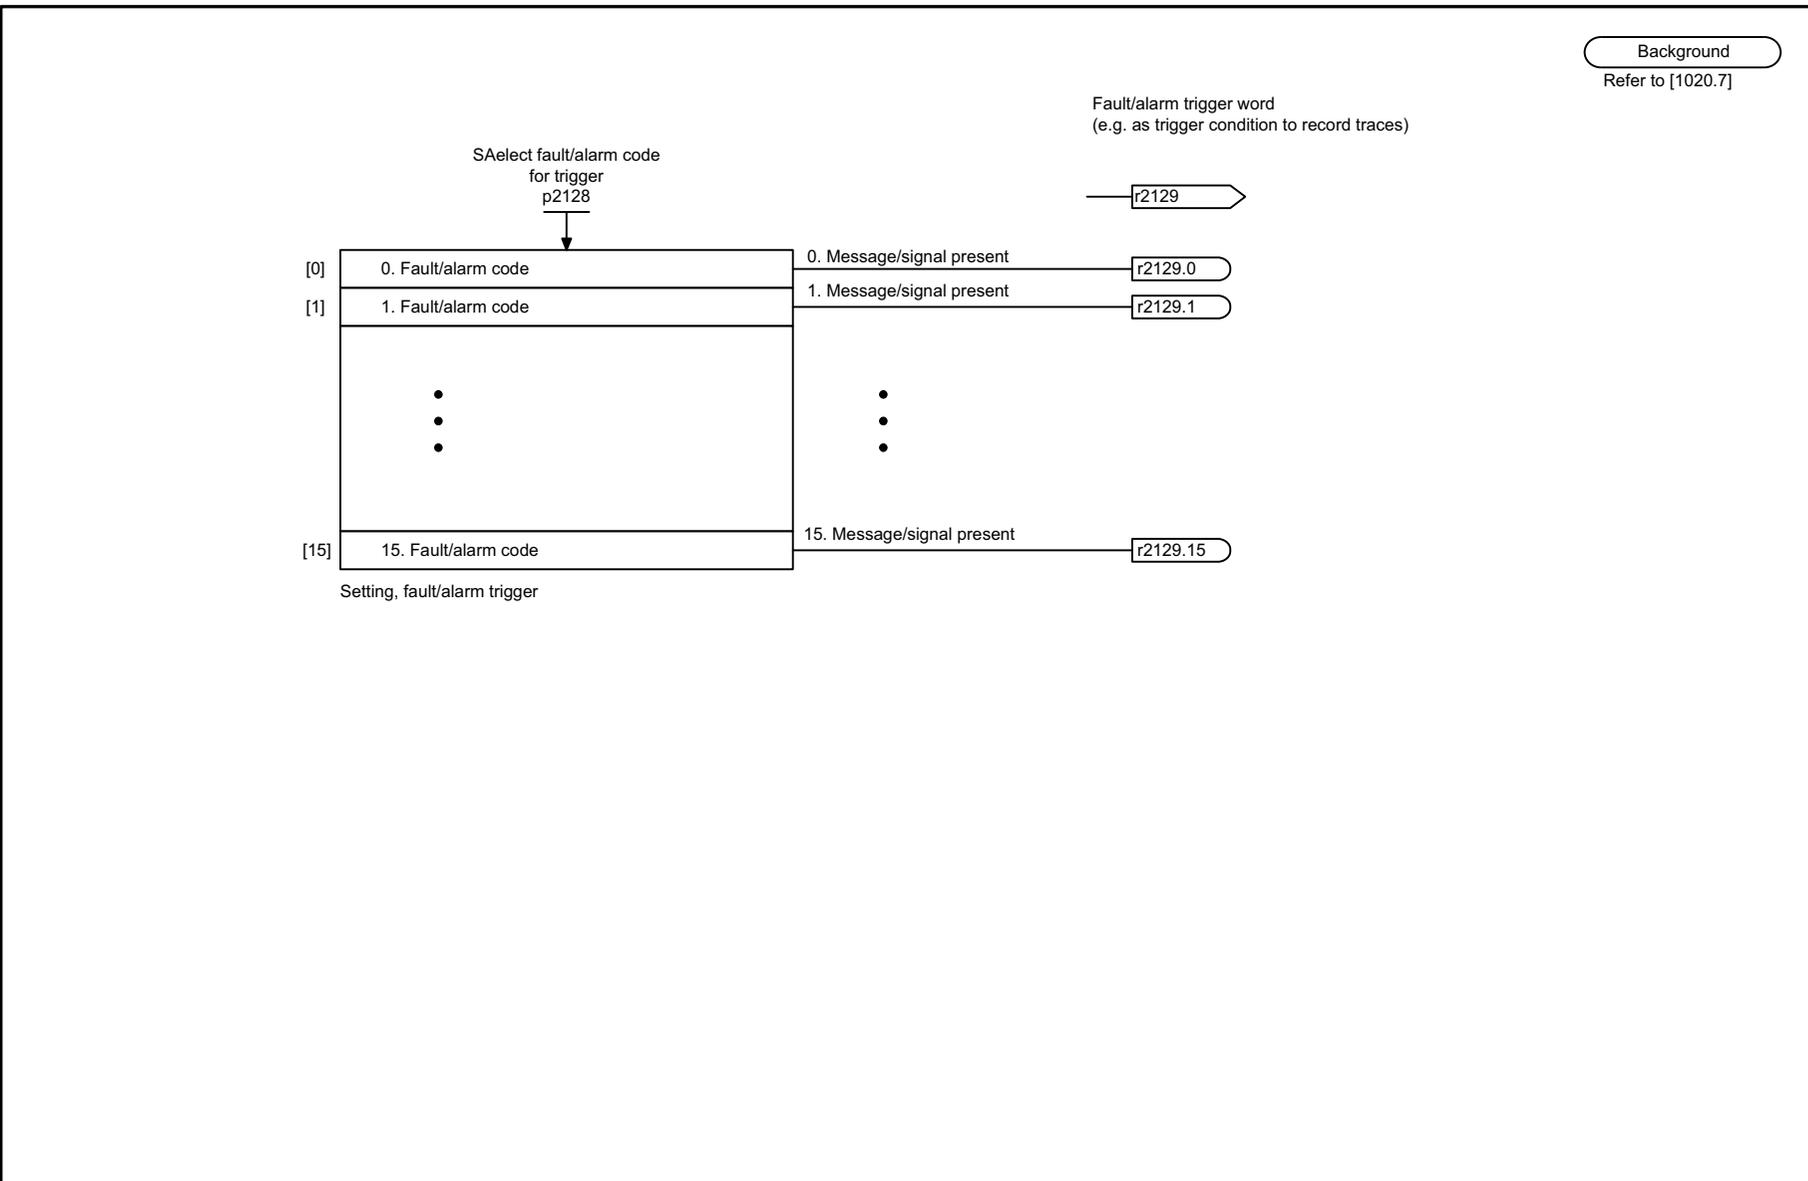 Background
Refer to [1020.7]
Fault/alarm trigger word
(e.g. as trigger condition to record traces)
SAelect fault/alarm code
for trigger
p2128
r2129
[0] 0. Fault/alarm code 0. Message/signal present r2129.0
[1] 1. Fault/alarm code 1. Message/signal present r2129.1
[15] 15. Fault/alarm code 15. Message/signal present r2129.15
Setting, fault/alarm trigger